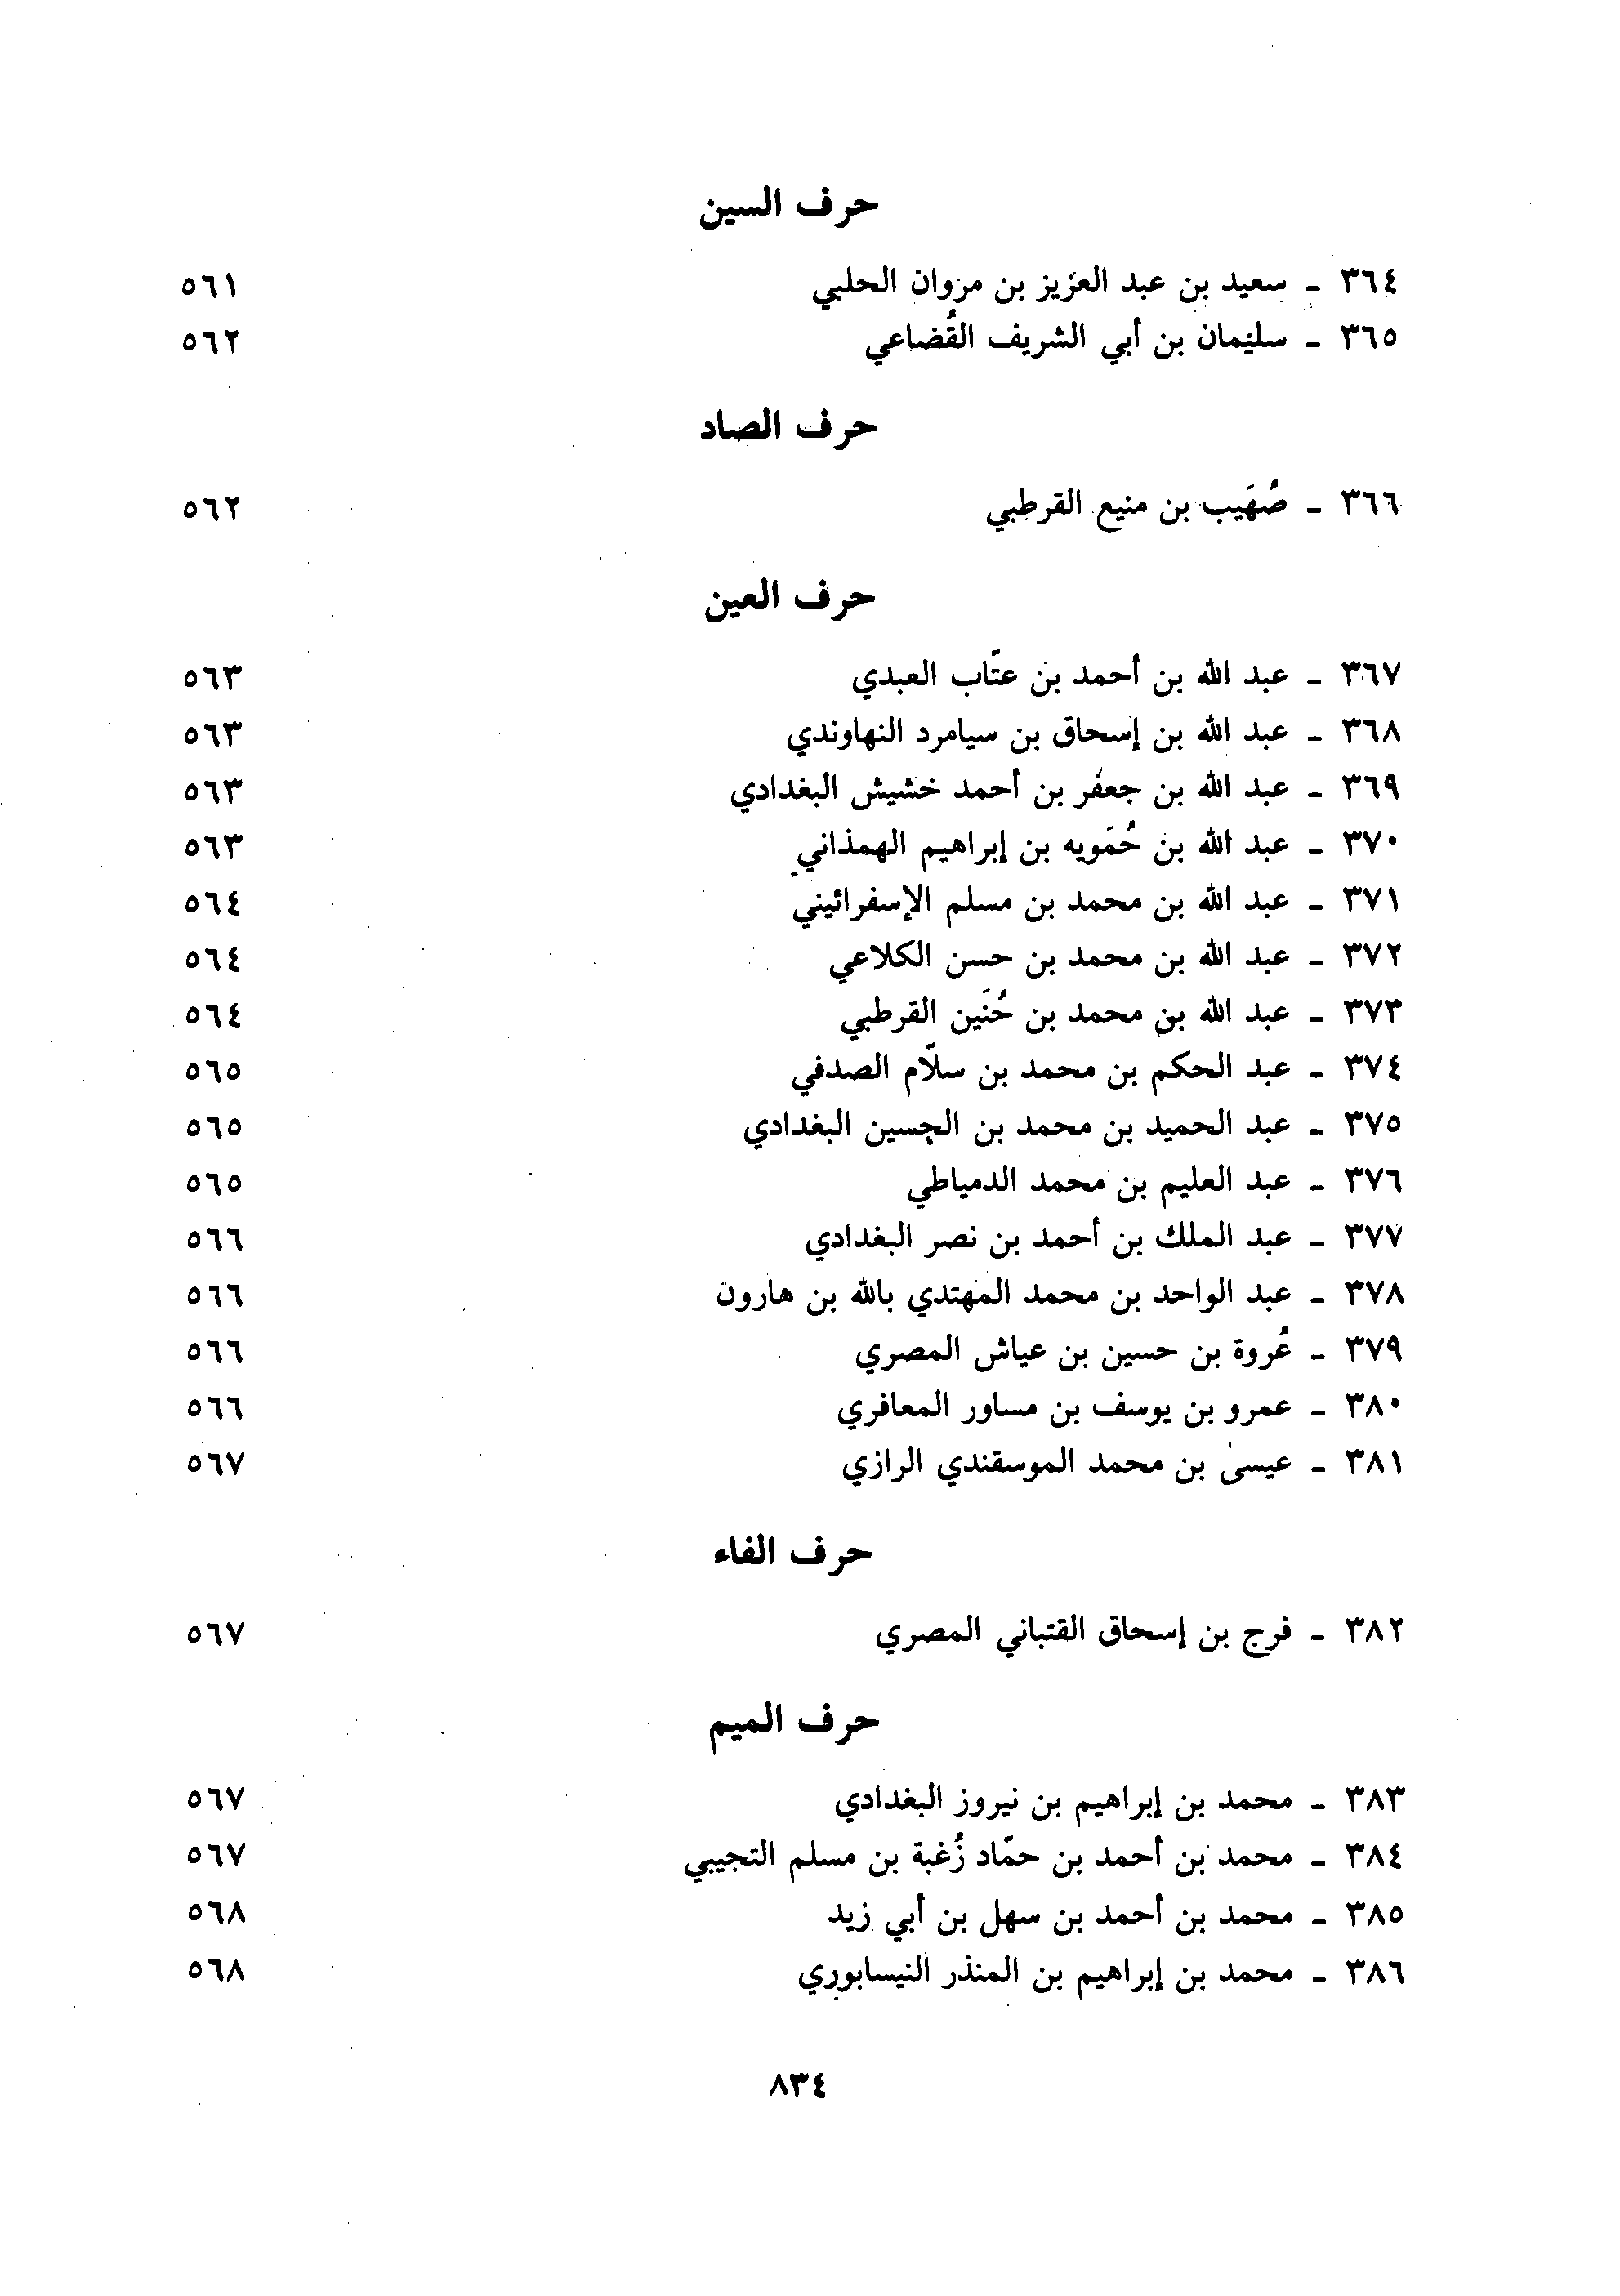 حرف السين
٣٦٤ - سعيد بن عبد العزيز بن مروان الحلبي ٥٦١
٣٦٥ - سليمان بن أبي الشريف القُضاعي ٥٦٢
حرف الصاد
٣٦٦ - صُهَيب بن منيع القرطبي ٥٦٢
حرف العين
٣٦٧ - عبد الله بن أحمد بن عتّاب العبدي ٥٦٣
٣٦٨ - عبد الله بن إسحاق بن سيامرد النهاوندي ٥٦٣
٣٦٩ - عبد الله بن جعفر بن أحمد خشيش البغدادي ٥٦٣
٣٧٠ - عبد الله بن حُمَويه بن إبراهيم الهمذاني ٥٦٣
٣٧١ - عبد الله بن محمد بن مسلم الإسفرائيني ٥٦٤
٣٧٢ - عبد الله بن محمد بن حسن الكلاعي ٥٦٤
٣٧٣ - عبد الله بن محمد بن حُنَين القرطبي ٥٦٤
٣٧٤ - عبد الحكم بن محمد بن سلّام الصدفي ٥٦٥
٣٧٥ - عبد الحميد بن محمد بن الحسين البغدادي ٥٦٥
٣٧٦ - عبد العليم بن محمد الدمياطي ٥٦٥
٣٧٧ - عبد الملك بن أحمد بن نصر البغدادي ٥٦٦
٣٧٨ - عبد الواحد بن محمد المهتدي بالله بن هارون ٥٦٦
٣٧٩ - عُروة بن حسين بن عياش المصري ٥٦٦
٣٨٠ - عمرو بن يوسف بن مساور المعافري ٥٦٦
٣٨١ - عيسىٰ بن محمد الموسقندي الرازي ٥٦٧
حرف الفاء
٣٨٢ - فرج بن إسحاق القتباني المصري ٥٦٧
حرف الميم
٣٨٣ - محمد بن إبراهيم بن نيروز البغدادي ٥٦٧
٣٨٤ - محمد بن أحمد بن حمّاد زُغبة بن مسلم التجيبي ٥٦٧
٣٨٥ - محمد بن أحمد بن سهل بن أبي زيد ٥٦٨
٣٨٦ - محمد بن إبراهيم بن المنذر النيسابوري ٥٦٨
٨٣٤